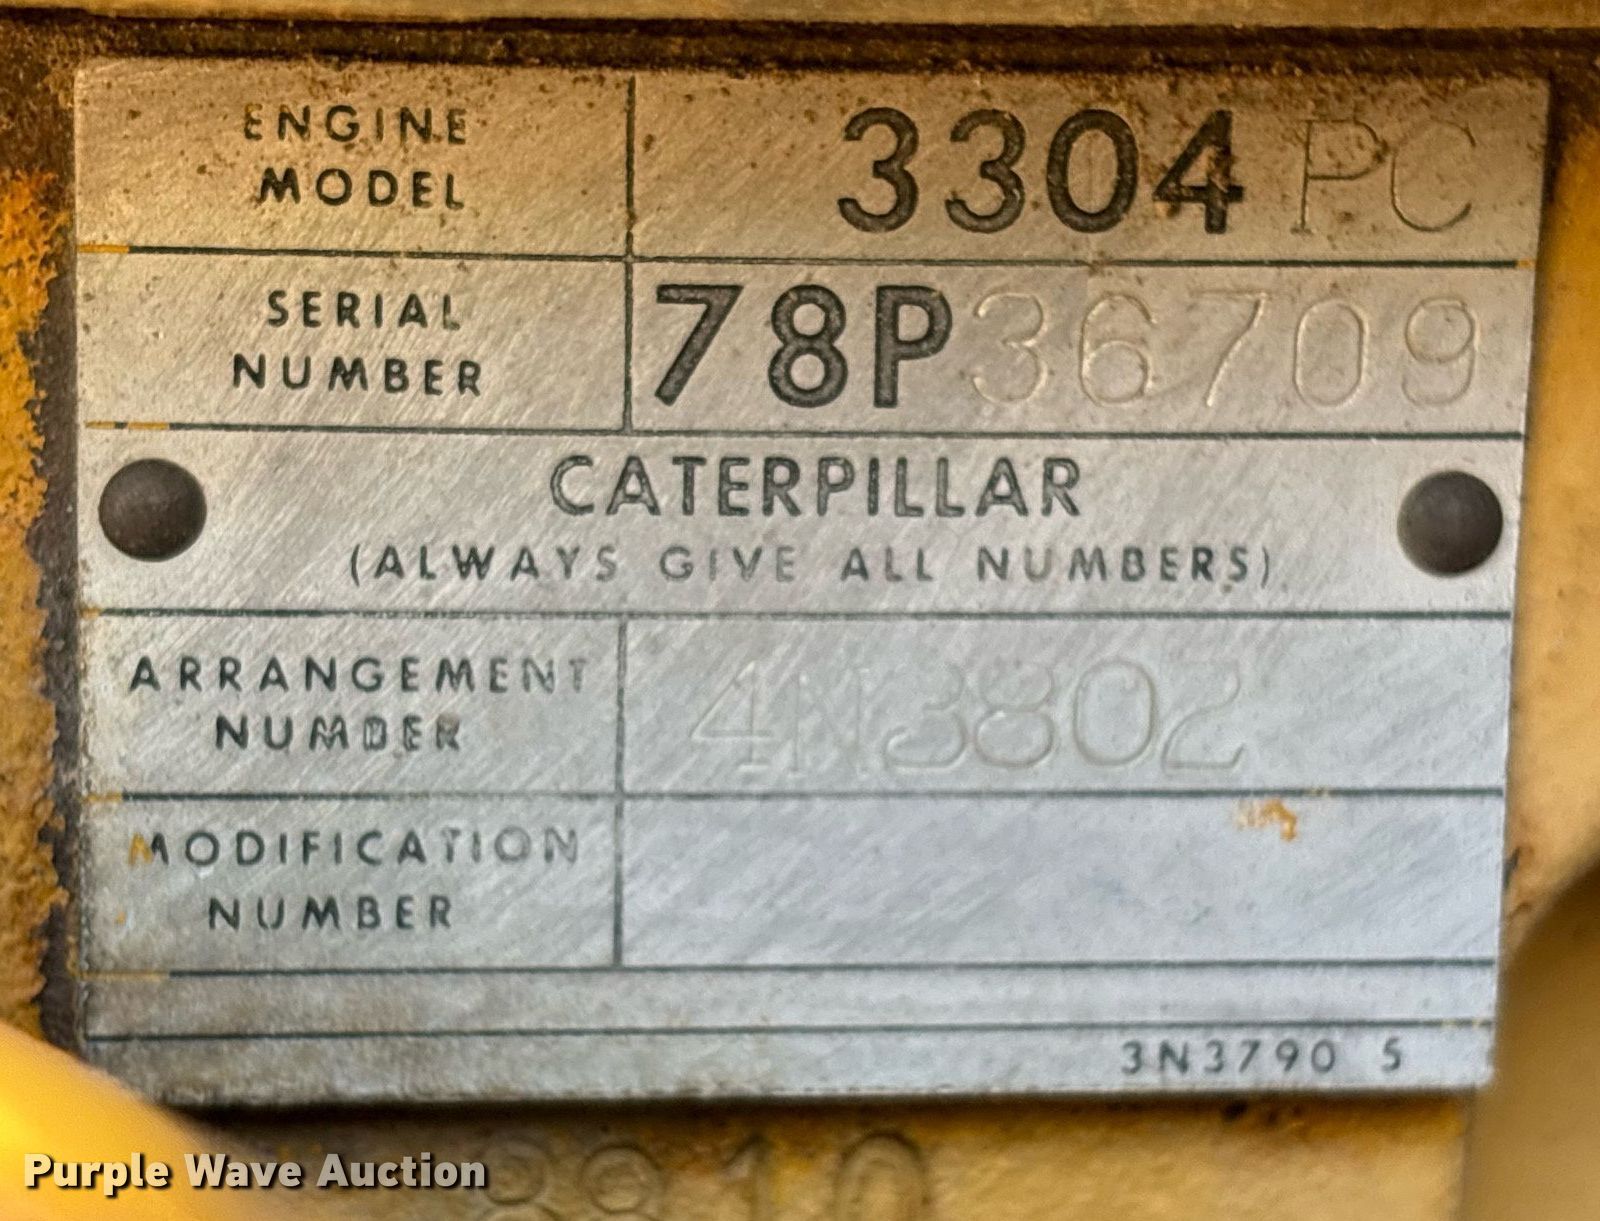 ENGINE MODEL 3304 PC
SERIAL NUMBER 78P36709
CATERPILLAR
(ALWAYS GIVE ALL NUMBERS)
ARRANGEMENT NUMBER 4N3802
MODIFICATION NUMBER
3N3790 5
Purple Wave Auction